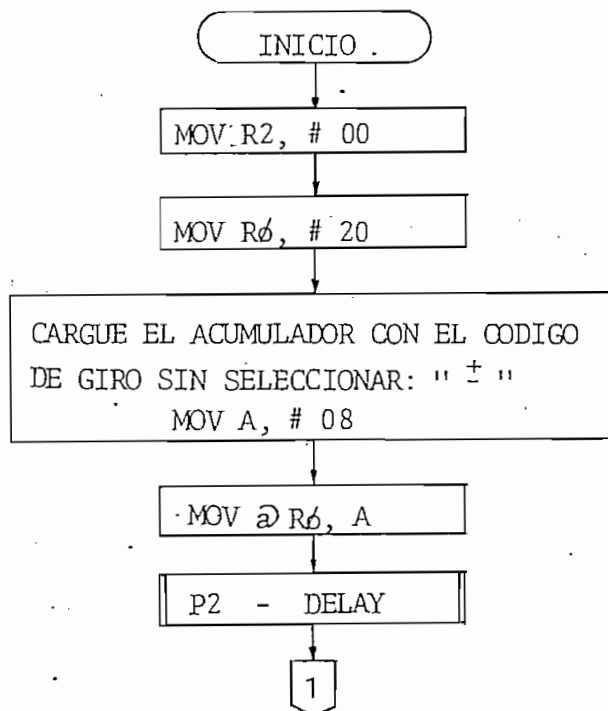 INICIO .
MOV R2, # 00
MOV RØ, # 20
CARGUE EL ACUMULADOR CON EL CODIGO
DE GIRO SIN SELECCIONAR: " ± "
MOV A, # 08
MOV @ RØ, A
P2 - DELAY
1